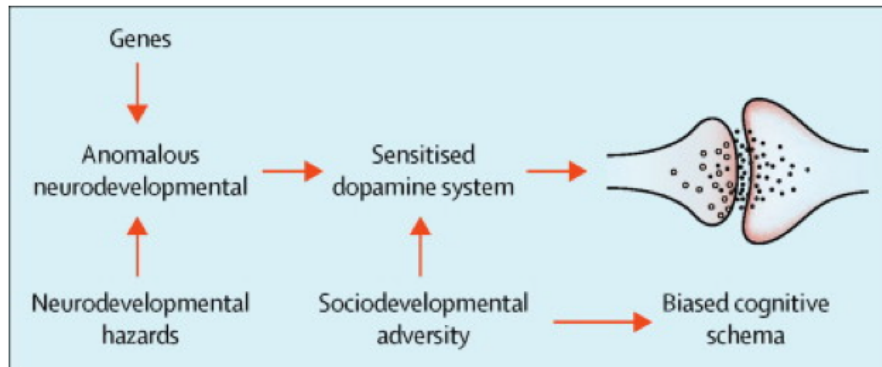 Genes
Anomalous
neurodevelopmental
Sensitised
dopamine system
Neurodevelopmental
hazards
Sociodevelopmental
adversity
Biased cognitive
schema